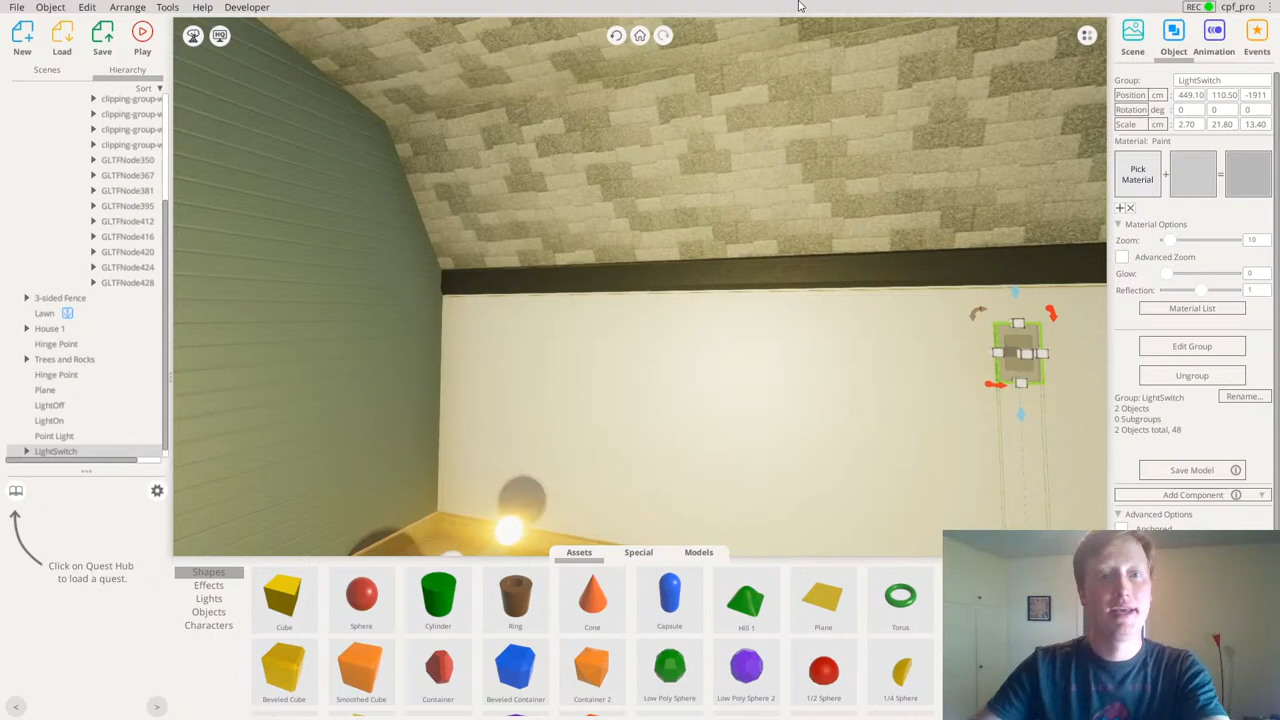 File Object Edit Arrange Tools Help Developer
REC cpf_pro
New Load Save Play
HQ
Scene Object Animation Events
Scenes Hierarchy
Sort
clipping-group-w
clipping-group-w
clipping-group-w
clipping-group-w
GLTFNode350
GLTFNode367
GLTFNode381
GLTFNode395
GLTFNode412
GLTFNode416
GLTFNode420
GLTFNode424
GLTFNode428
3-sided Fence
Lawn
House 1
Hinge Point
Trees and Rocks
Hinge Point
Plane
LightOff
LightOn
Point Light
LightSwitch
Click on Quest Hub
to load a quest.
< >
Group: LightSwitch
Position cm : 449.10 110.50 -1911
Rotation deg : 0 0 0
Scale cm : 2.70 21.80 13.40
Material: Paint
Pick
Material + =
Material Options
Zoom: 10
Advanced Zoom
Glow: 0
Reflection: 1
Material List
Edit Group
Ungroup
Group: LightSwitch Rename...
2 Objects
0 Subgroups
2 Objects total, 48
Save Model
Add Component
Advanced Options
Anchored
Assets Special Models
Shapes
Effects
Lights
Objects
Characters
Cube Sphere Cylinder Ring Cone Capsule Hill 1 Plane Torus
Beveled Cube Smoothed Cube Container Beveled Container Container 2 Low Poly Sphere Low Poly Sphere 2 1/2 Sphere 1/4 Sphere